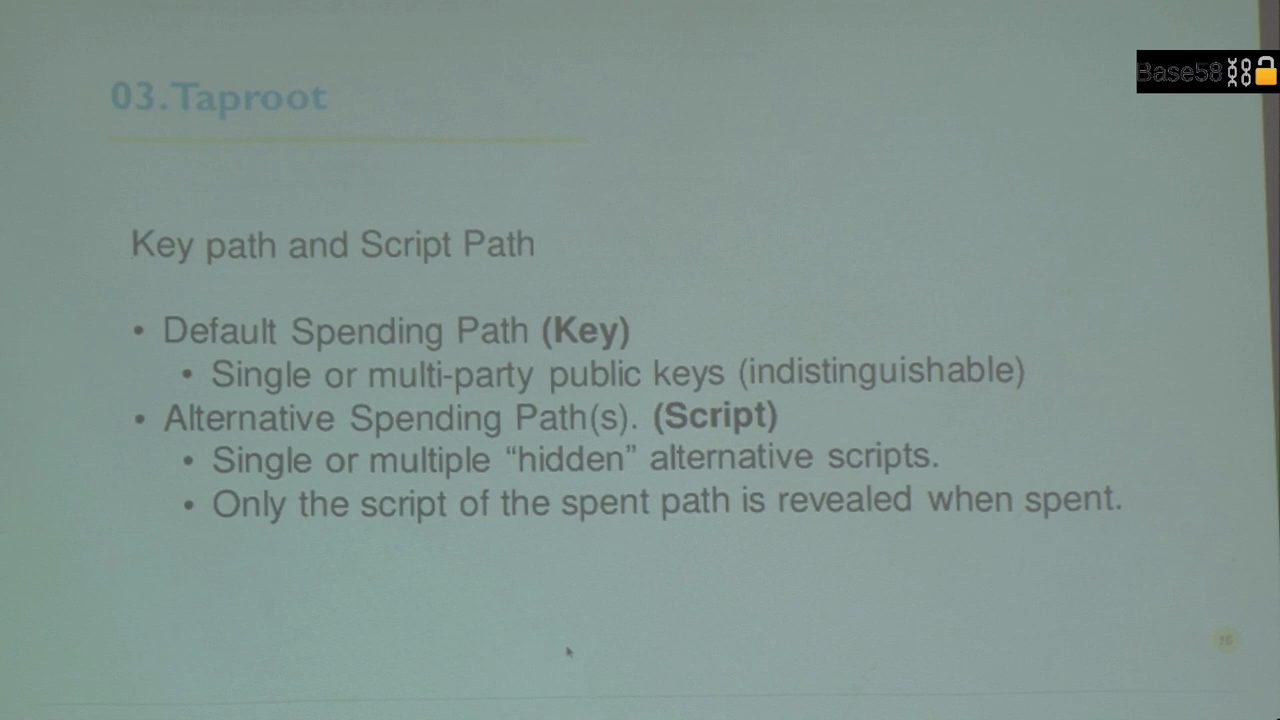 03.Taproot
Base58
Key path and Script Path
• Default Spending Path (Key)
• Single or multi-party public keys (indistinguishable)
• Alternative Spending Path(s). (Script)
• Single or multiple “hidden” alternative scripts.
• Only the script of the spent path is revealed when spent.